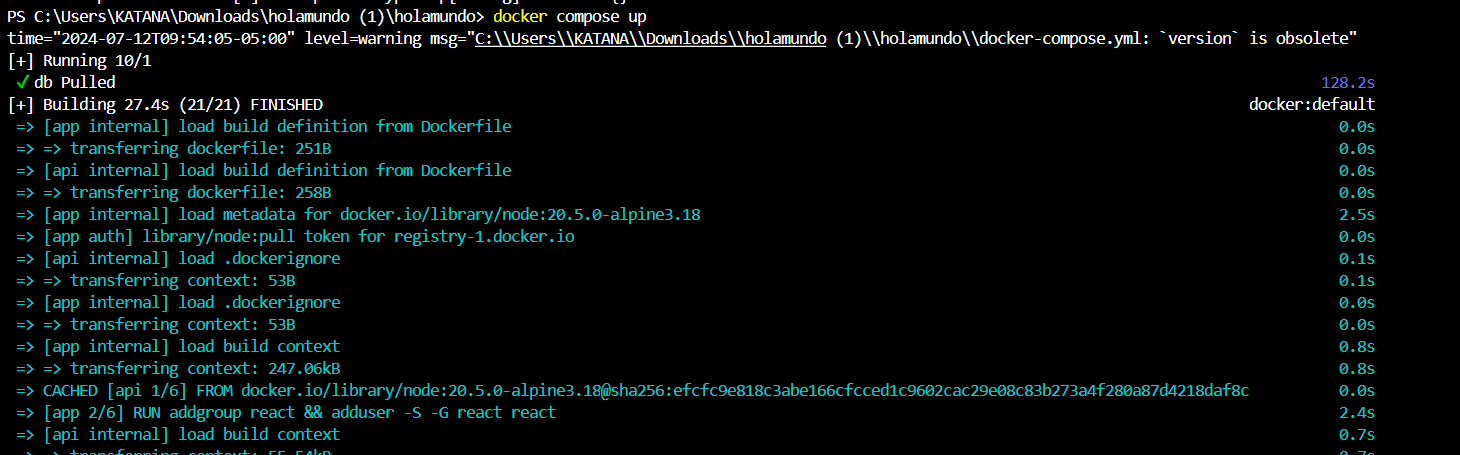 PS C:\Users\KATANA\Downloads\holamundo (1)\holamundo> docker compose up
time="2024-07-12T09:54:05-05:00" level=warning msg="C:\\Users\\KATANA\\Downloads\\holamundo (1)\\holamundo\\docker-compose.yml: `version` is obsolete"
[+] Running 10/1
✓ db Pulled 128.2s
[+] Building 27.4s (21/21) FINISHED docker:default
=> [app internal] load build definition from Dockerfile 0.0s
=> => transferring dockerfile: 251B 0.0s
=> [api internal] load build definition from Dockerfile 0.0s
=> => transferring dockerfile: 258B 0.0s
=> [app internal] load metadata for docker.io/library/node:20.5.0-alpine3.18 2.5s
=> [app auth] library/node:pull token for registry-1.docker.io 0.0s
=> [api internal] load .dockerignore 0.1s
=> => transferring context: 53B 0.1s
=> [app internal] load .dockerignore 0.0s
=> => transferring context: 53B 0.0s
=> [app internal] load build context 0.8s
=> => transferring context: 247.06kB 0.8s
=> CACHED [api 1/6] FROM docker.io/library/node:20.5.0-alpine3.18@sha256:efcfc9e818c3abe166cfcced1c9602cac29e08c83b273a4f280a87d4218daf8c 0.0s
=> [app 2/6] RUN addgroup react && adduser -S -G react react 2.4s
=> [api internal] load build context 0.7s
=> => transferring context: 0.7s